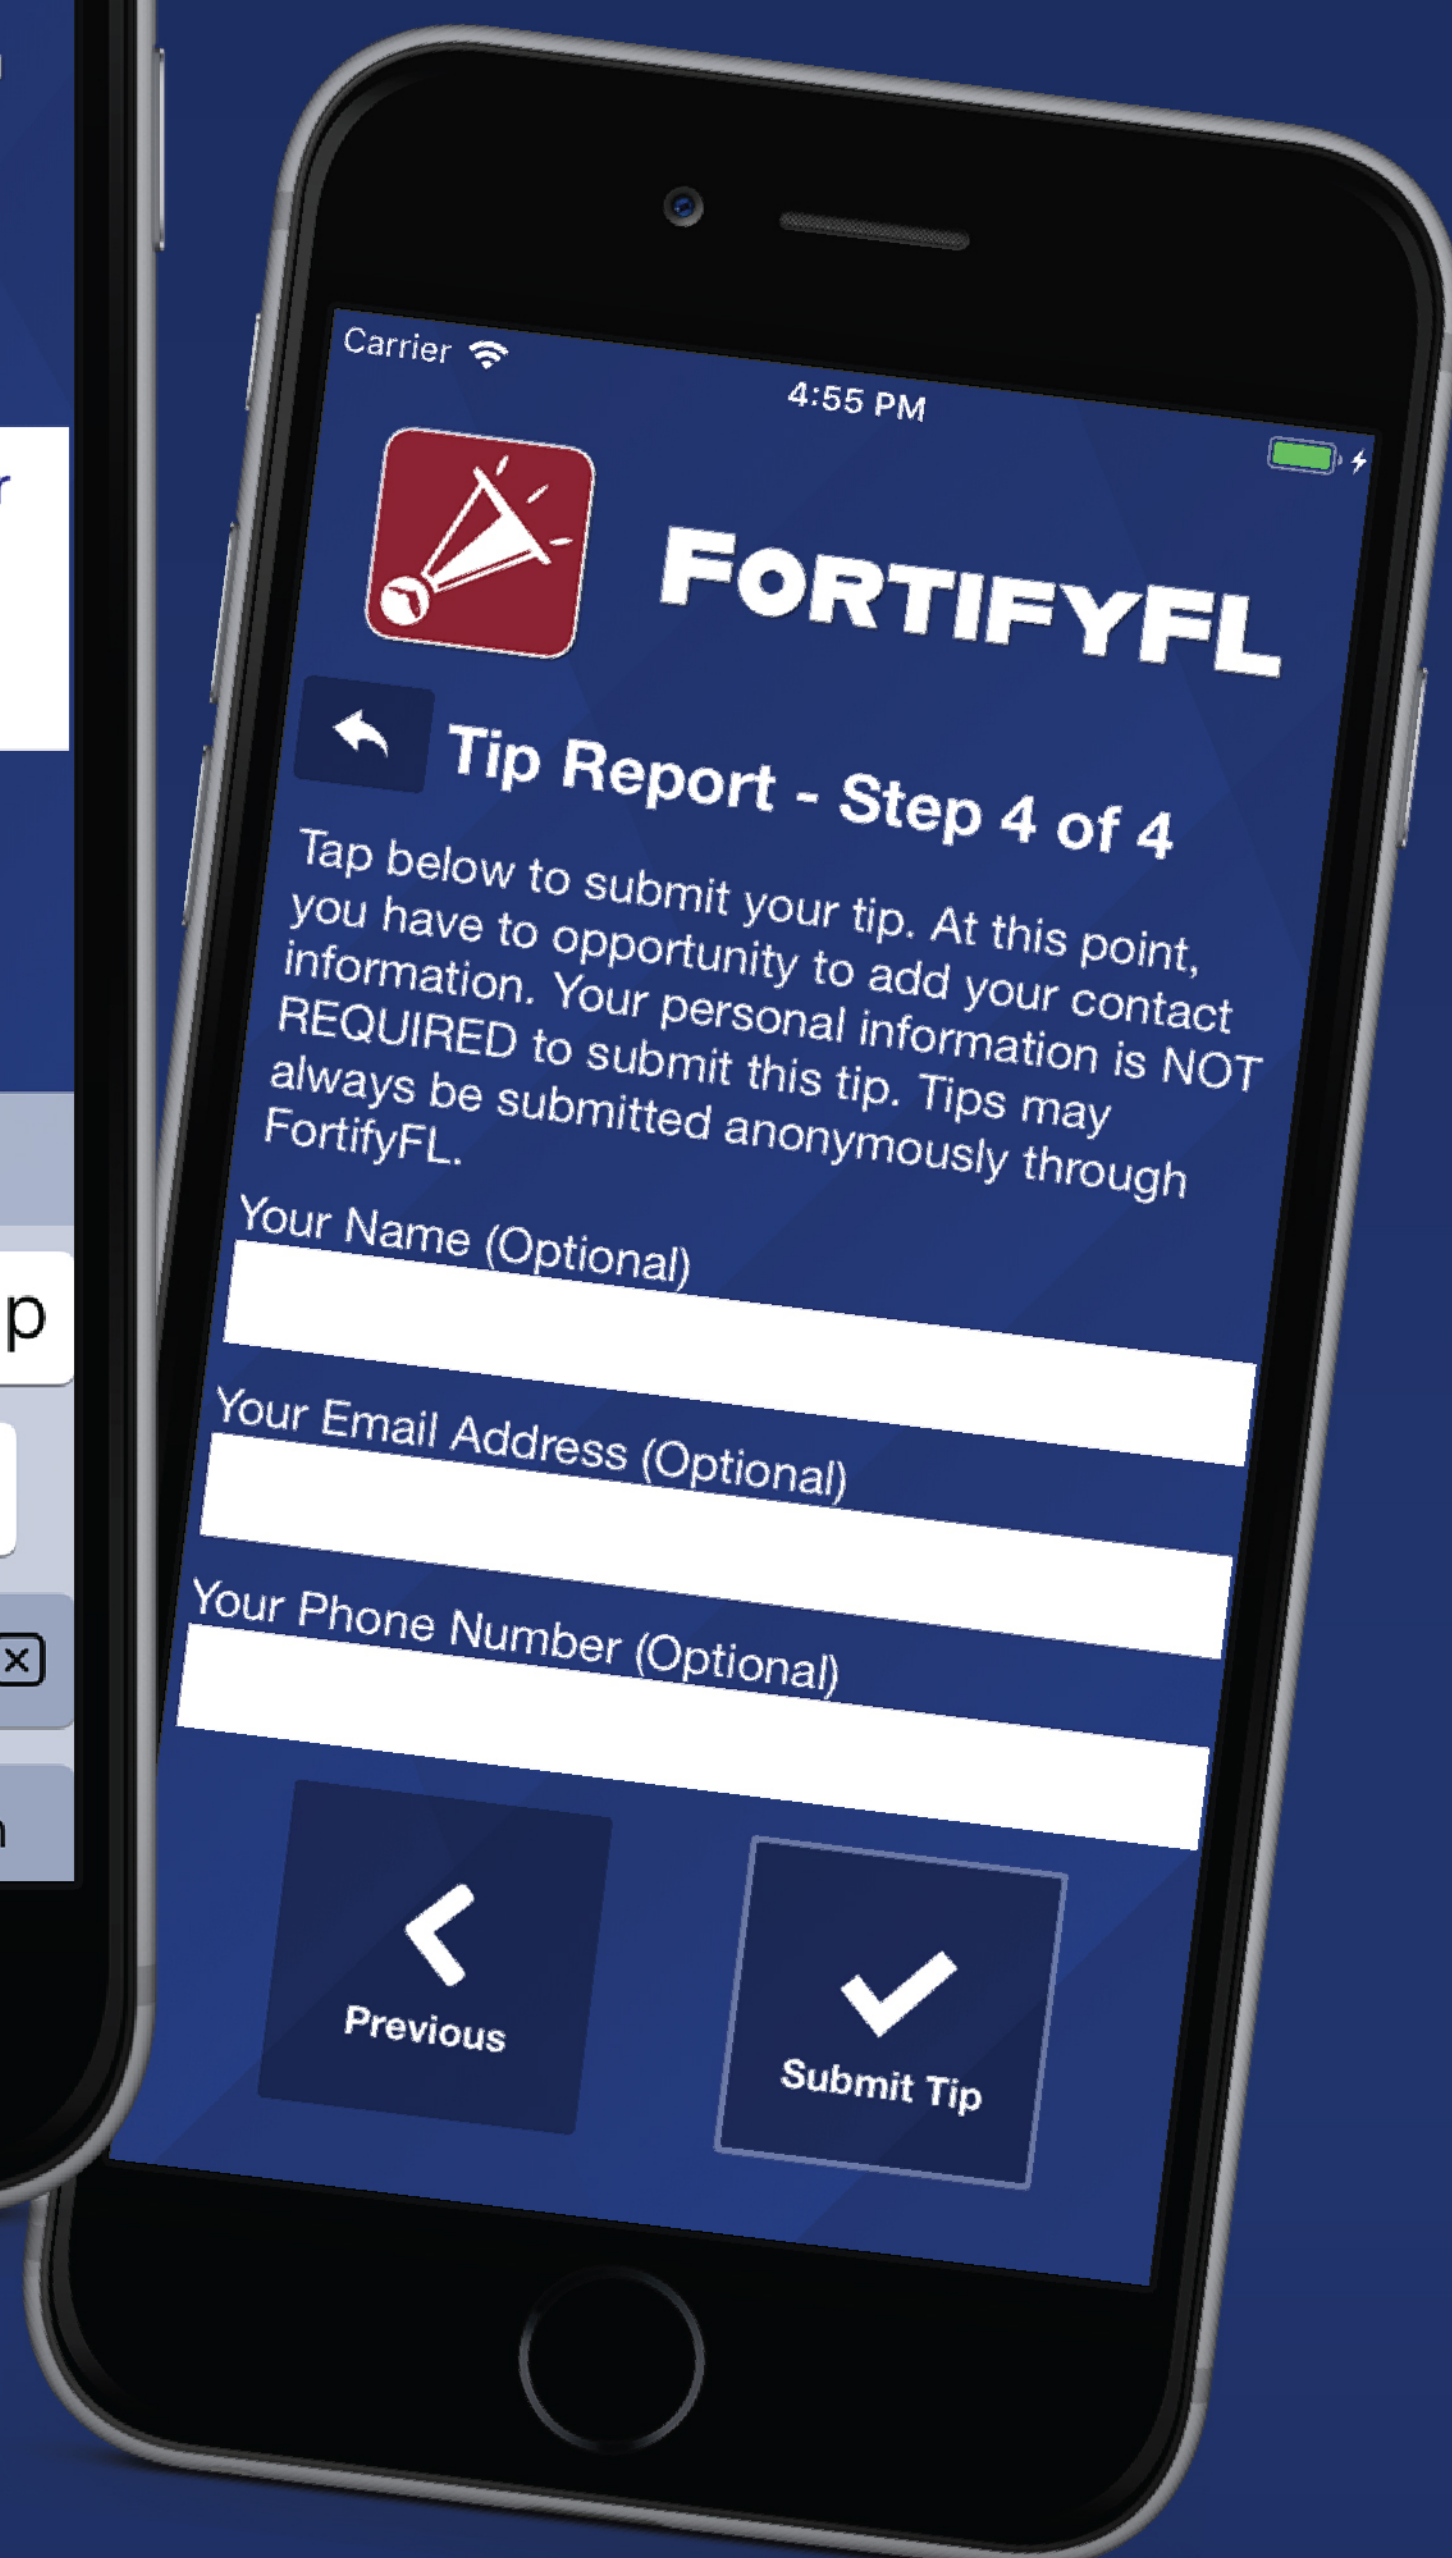 Carrier
4:55 PM
FORTIFYFL
Tip Report - Step 4 of 4
Tap below to submit your tip. At this point,
you have to opportunity to add your contact
information. Your personal information is NOT
REQUIRED to submit this tip. Tips may
always be submitted anonymously through
FortifyFL.
Your Name (Optional)
Your Email Address (Optional)
Your Phone Number (Optional)
Previous
Submit Tip
p